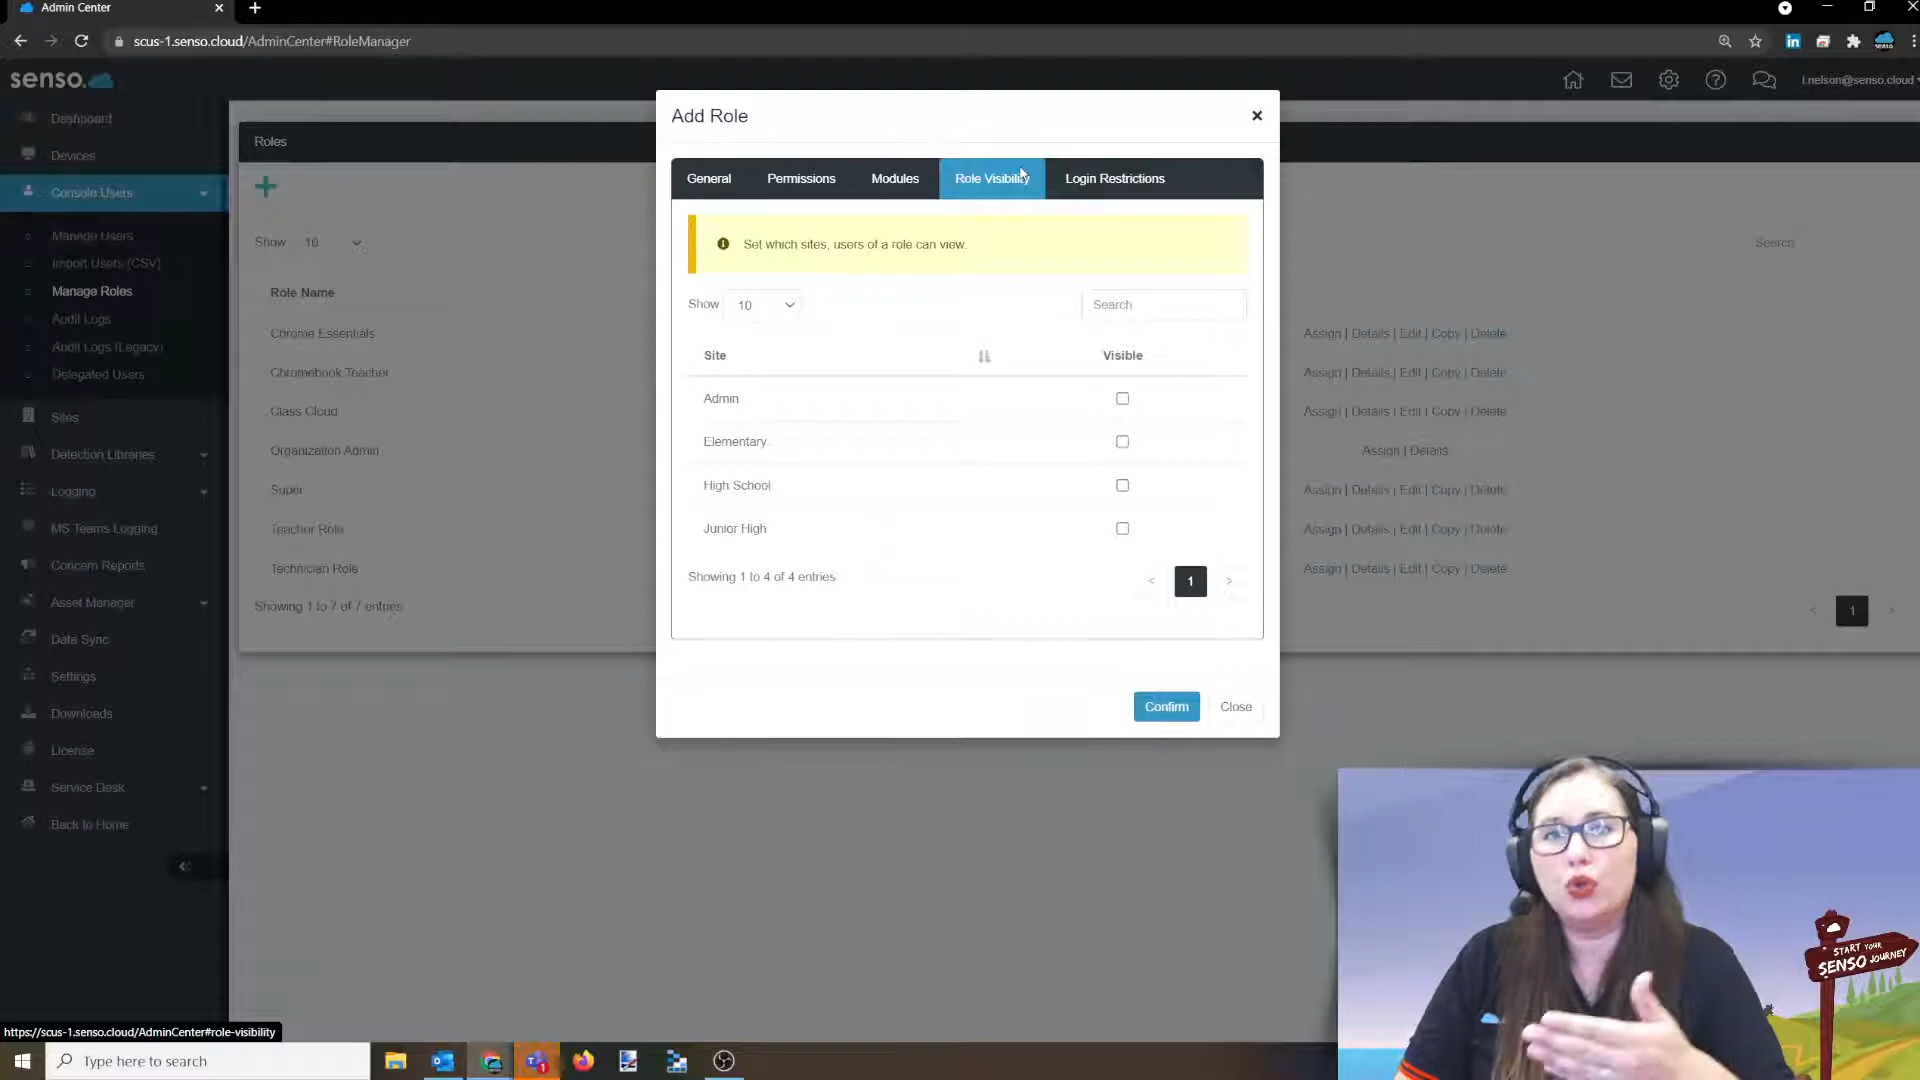 Admin Center
scus-1.senso.cloud/AdminCenter#RoleManager
senso.
l.nelson@senso.cloud
Dashboard
Devices
Console Users
Manage Users
Import Users (CSV)
Manage Roles
Audit Logs
Audit Logs (Legacy)
Delegated Users
Sites
Detection Libraries
Logging
MS Teams Logging
Concern Reports
Asset Manager
Data Sync
Settings
Downloads
License
Service Desk
Back to Home
Roles
Show 10
Search
Role Name
Chrome Essentials
Assign | Details | Edit | Copy | Delete
Chromebook Teacher
Assign | Details | Edit | Copy | Delete
Class Cloud
Assign | Details | Edit | Copy | Delete
Organization Admin
Assign | Details
Super
Assign | Details | Edit | Copy | Delete
Teacher Role
Assign | Details | Edit | Copy | Delete
Technician Role
Assign | Details | Edit | Copy | Delete
Showing 1 to 7 of 7 entries
< 1 >
Add Role
General Permissions Modules Role Visibility Login Restrictions
Set which sites, users of a role can view.
Show 10
Search
Site Visible
Admin
Elementary
High School
Junior High
Showing 1 to 4 of 4 entries
< 1 >
Confirm Close
START YOUR
SENSO JOURNEY
https://scus-1.senso.cloud/AdminCenter#role-visibility
Type here to search